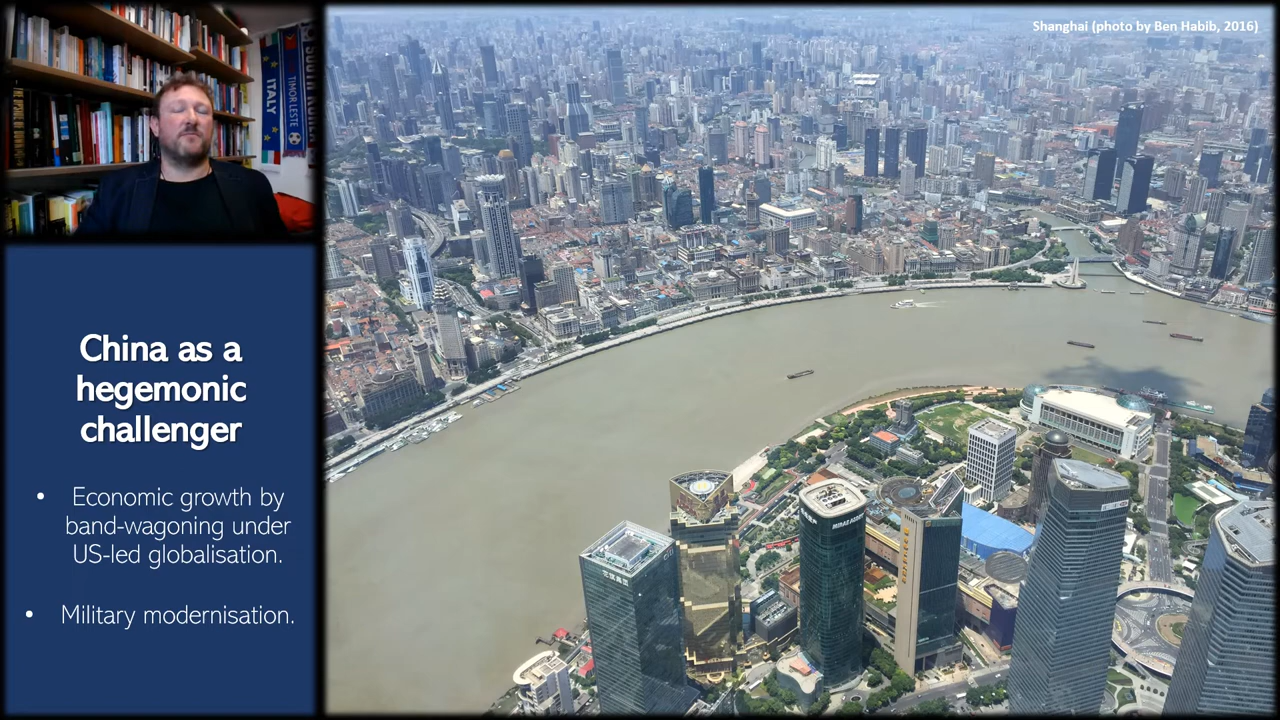 Shanghai (photo by Ben Habib, 2016)
ITALY
TIMOR LESTE
China as a
hegemonic
challenger
• Economic growth by
band-wagoning under
US-led globalisation.
• Military modernisation.